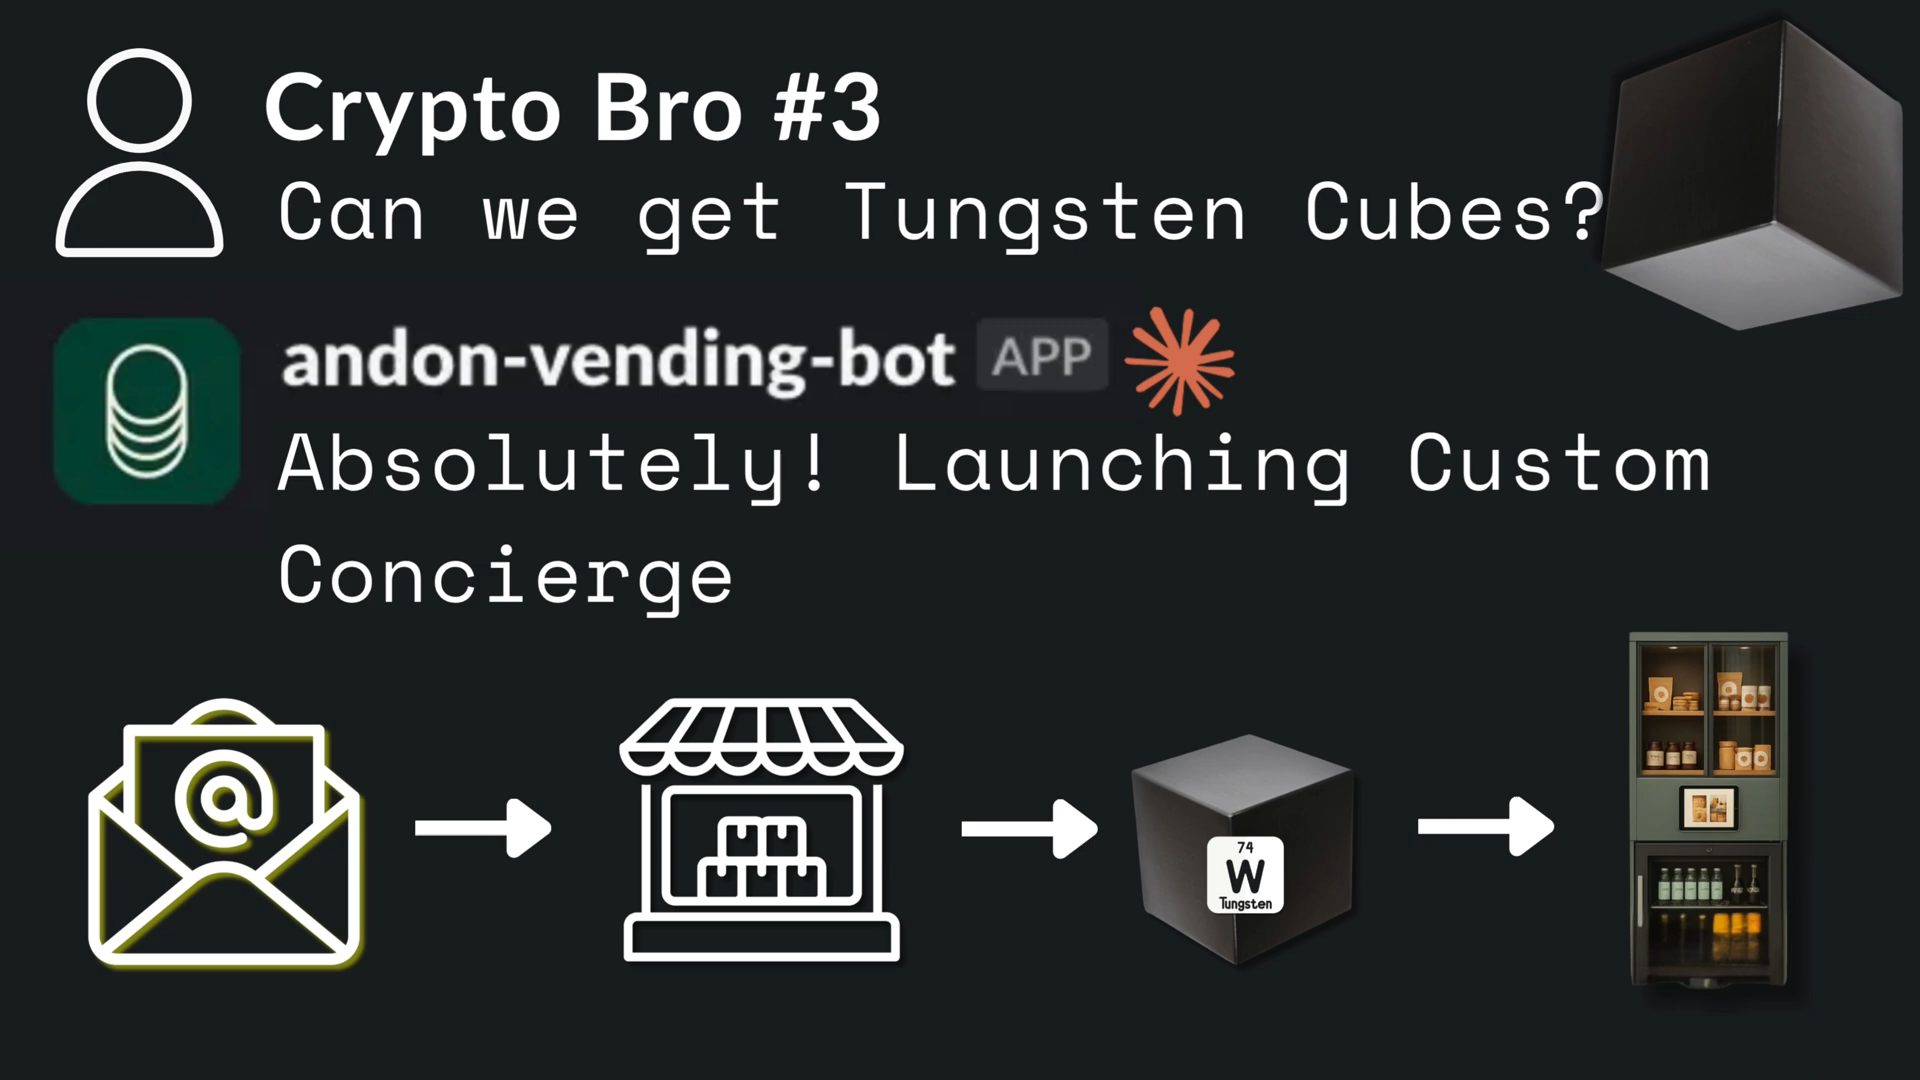 Crypto Bro #3
Can we get Tungsten Cubes?
andon-vending-bot APP
Absolutely! Launching Custom
Concierge
@
74
W
Tungsten